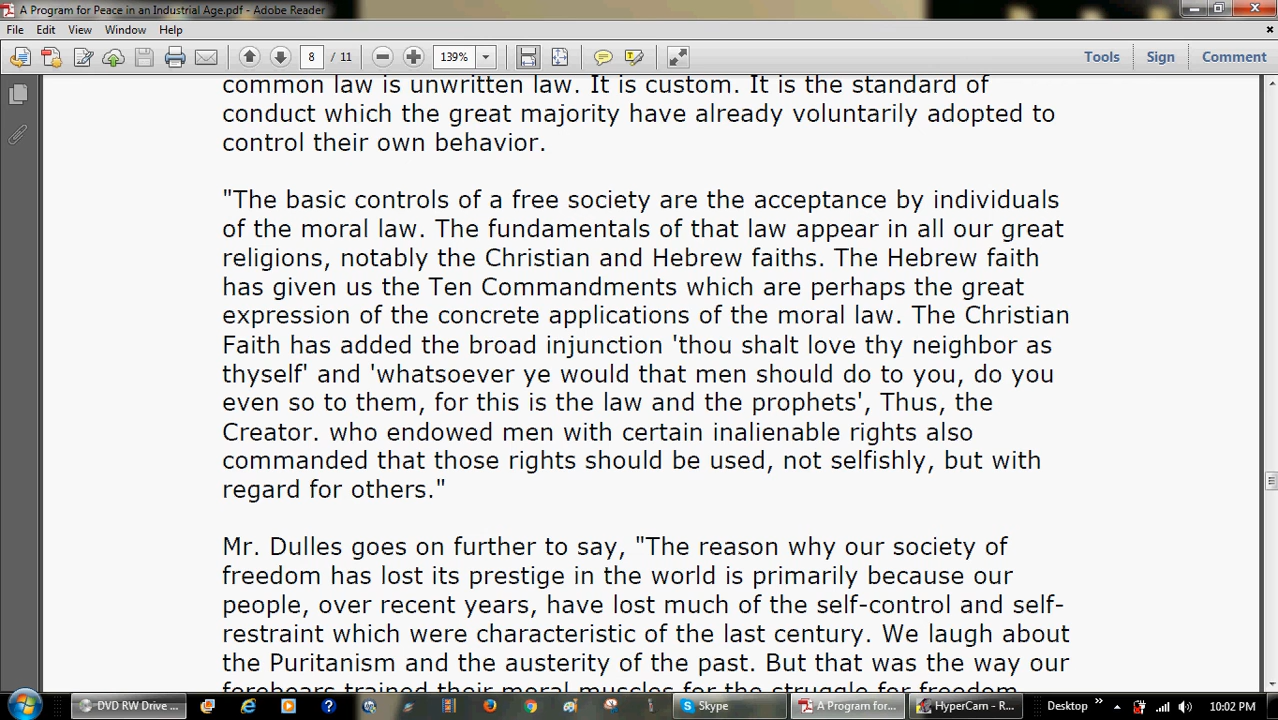 A Program for Peace in an Industrial Age.pdf - Adobe Reader
File Edit View Window Help
8 / 11 139% Tools Sign Comment
common law is unwritten law. It is custom. It is the standard of
conduct which the great majority have already voluntarily adopted to
control their own behavior.
"The basic controls of a free society are the acceptance by individuals
of the moral law. The fundamentals of that law appear in all our great
religions, notably the Christian and Hebrew faiths. The Hebrew faith
has given us the Ten Commandments which are perhaps the great
expression of the concrete applications of the moral law. The Christian
Faith has added the broad injunction 'thou shalt love thy neighbor as
thyself' and 'whatsoever ye would that men should do to you, do you
even so to them, for this is the law and the prophets', Thus, the
Creator. who endowed men with certain inalienable rights also
commanded that those rights should be used, not selfishly, but with
regard for others."
Mr. Dulles goes on further to say, "The reason why our society of
freedom has lost its prestige in the world is primarily because our
people, over recent years, have lost much of the self-control and self-
restraint which were characteristic of the last century. We laugh about
the Puritanism and the austerity of the past. But that was the way our
forebears trained their moral muscles for the struggle for freedom
DVD RW Drive ... Skype A Program for... HyperCam - R... Desktop » 10:02 PM